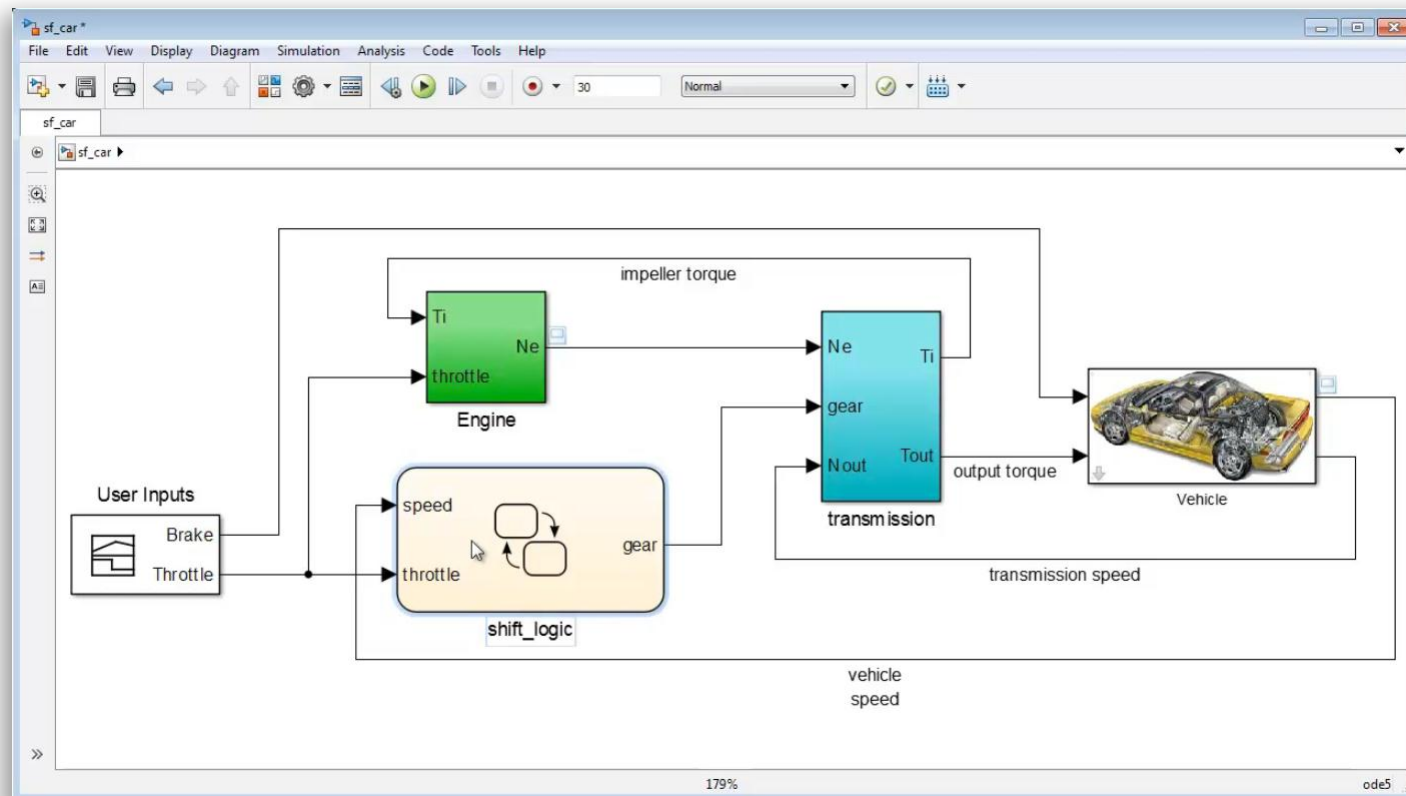 sf_car *
File Edit View Display Diagram Simulation Analysis Code Tools Help
30 Normal
sf_car
sf_car
impeller torque
Ti
Ne
throttle
Engine
Ne
Ti
gear
Nout
Tout
transmission
output torque
Vehicle
User Inputs
Brake
Throttle
speed
gear
throttle
shift_logic
transmission speed
vehicle
speed
179% ode5